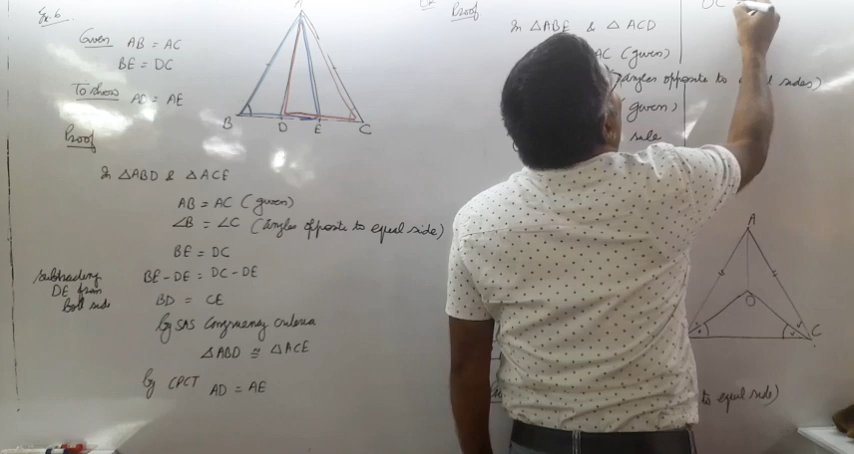 Ex. 6
Given AB = AC
BE = DC
To show AD = AE
Proof
In △ABD & △ACE
AB = AC (given)
∠B = ∠C (angles opposite to equal side)
BE = DC
subtracting DE from both side
BE - DE = DC - DE
BD = CE
by SAS congruency criteria
△ABD ≅ △ACE
by CPCT AD = AE
A
B D E C
OR Proof
In △ABE & △ACD
AC (given)
angles opposite to equal sides)
given)
rule
OC
A
O
C
to equal side)